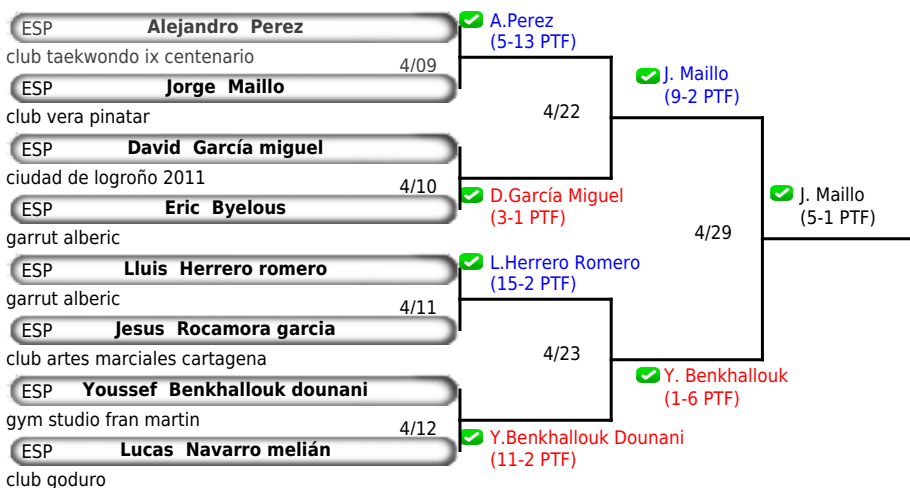 ESP Alejandro Perez
club taekwondo ix centenario
4/09
ESP Jorge Maillo
club vera pinatar
A.Perez
(5-13 PTF)
4/22
J. Maillo
(9-2 PTF)
ESP David García miguel
ciudad de logroño 2011
4/10
ESP Eric Byelous
garrut alberic
D.García Miguel
(3-1 PTF)
4/29
J. Maillo
(5-1 PTF)
ESP Lluis Herrero romero
garrut alberic
4/11
ESP Jesus Rocamora garcia
club artes marciales cartagena
L.Herrero Romero
(15-2 PTF)
4/23
Y. Benkhallouk
(1-6 PTF)
ESP Youssef Benkhallouk dounani
gym studio fran martin
4/12
ESP Lucas Navarro melián
club goduro
Y.Benkhallouk Dounani
(11-2 PTF)